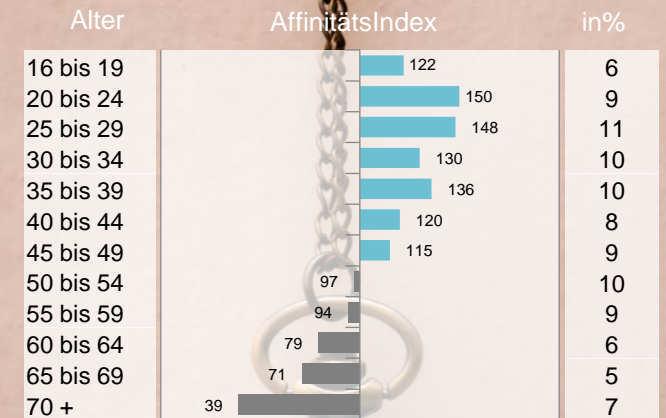 Alter AffinitätsIndex in%
16 bis 19 122 6
20 bis 24 150 9
25 bis 29 148 11
30 bis 34 130 10
35 bis 39 136 10
40 bis 44 120 8
45 bis 49 115 9
50 bis 54 97 10
55 bis 59 94 9
60 bis 64 79 6
65 bis 69 71 5
70 + 39 7